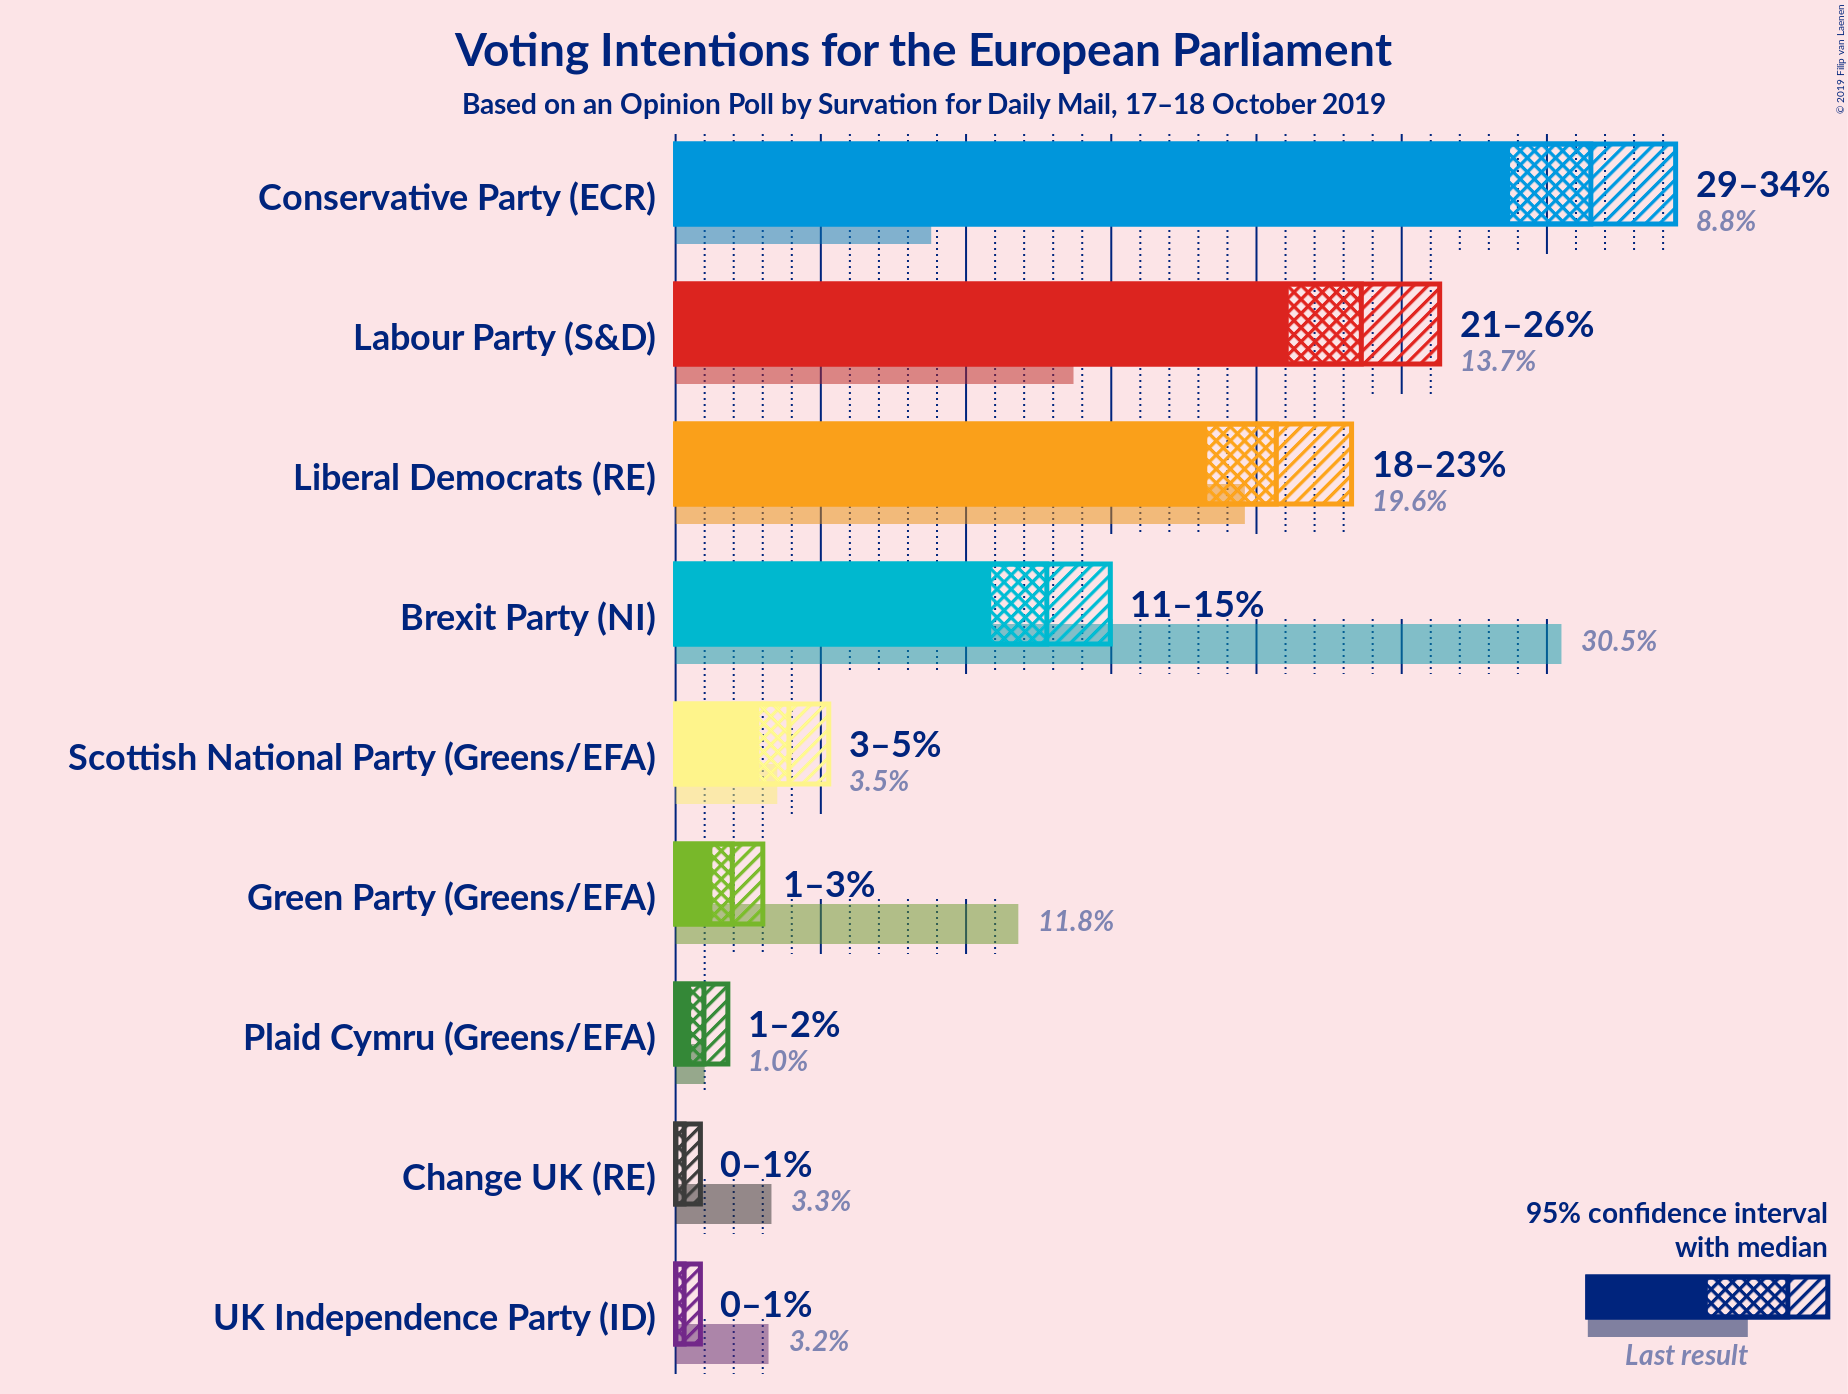 Voting Intentions for the European Parliament
Based on an Opinion Poll by Survation for Daily Mail, 17–18 October 2019
© 2019 Filip van Laenen
Conservative Party (ECR)
29–34%
8.8%
Labour Party (S&D)
21–26%
13.7%
Liberal Democrats (RE)
18–23%
19.6%
Brexit Party (NI)
11–15%
30.5%
Scottish National Party (Greens/EFA)
3–5%
3.5%
Green Party (Greens/EFA)
1–3%
11.8%
Plaid Cymru (Greens/EFA)
1–2%
1.0%
Change UK (RE)
0–1%
3.3%
UK Independence Party (ID)
0–1%
3.2%
95% confidence interval
with median
Last result